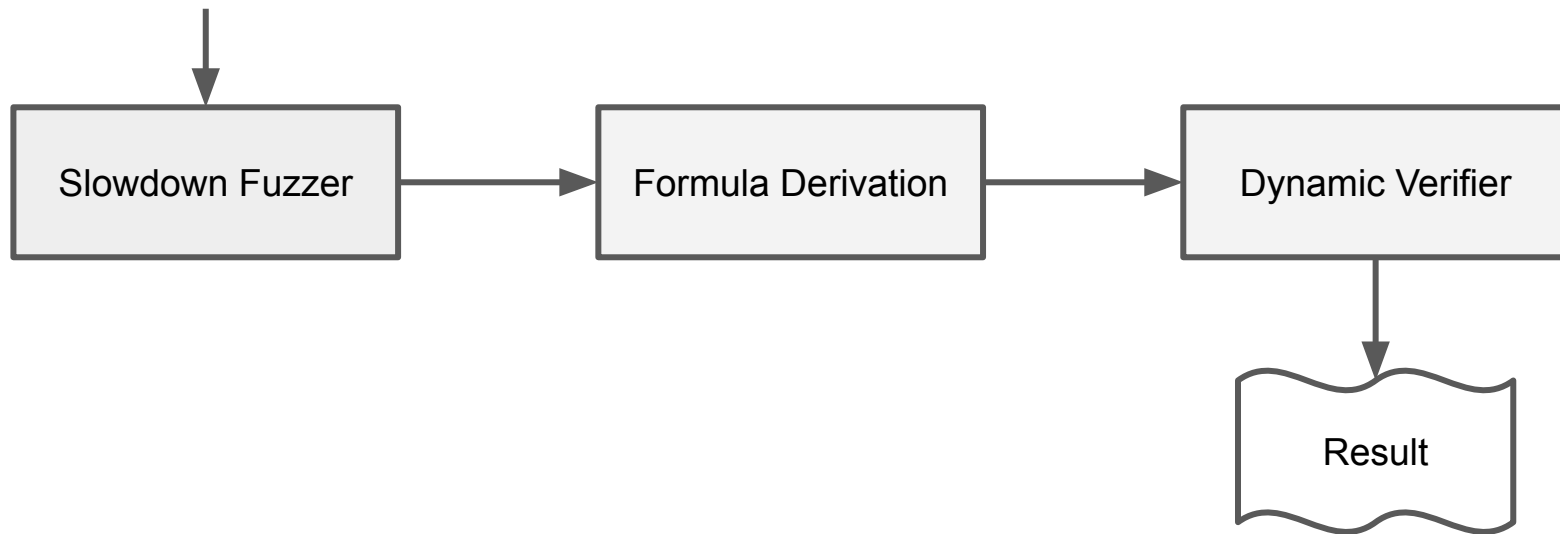 Slowdown Fuzzer
Formula Derivation
Dynamic Verifier
Result